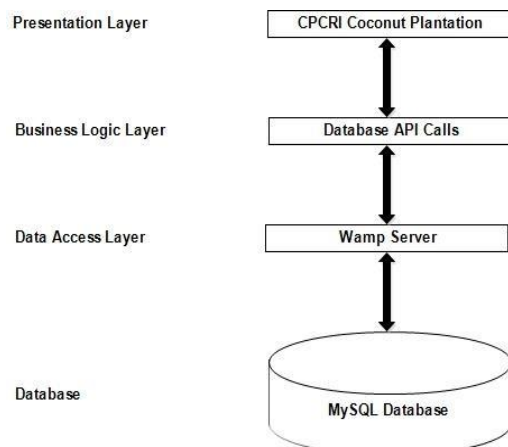 Presentation Layer
CPCRI Coconut Plantation
Business Logic Layer
Database API Calls
Data Access Layer
Wamp Server
Database
MySQL Database